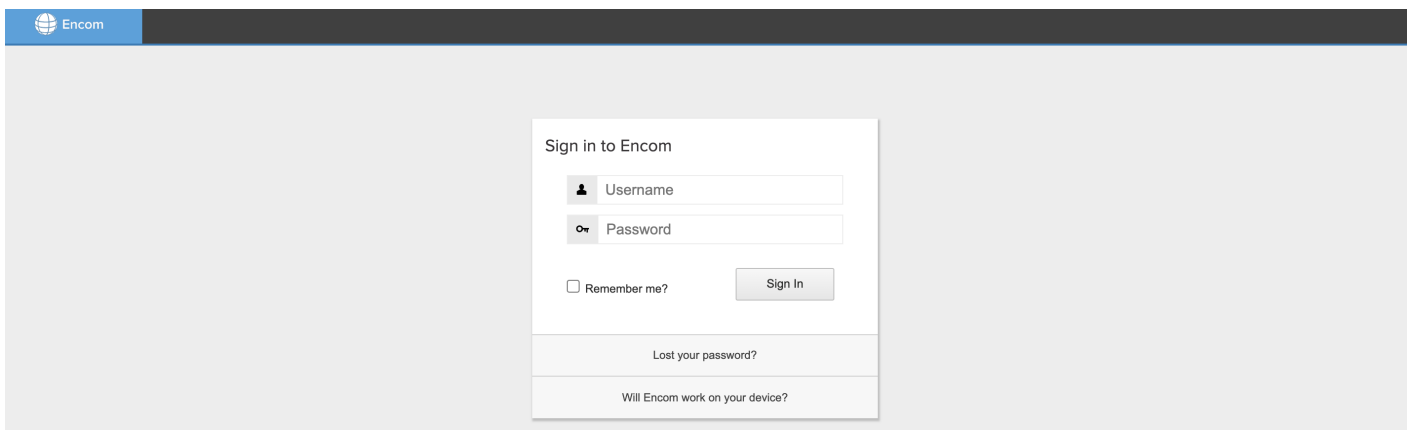 Encom
Sign in to Encom
Username
Password
Remember me?
Sign In
Lost your password?
Will Encom work on your device?